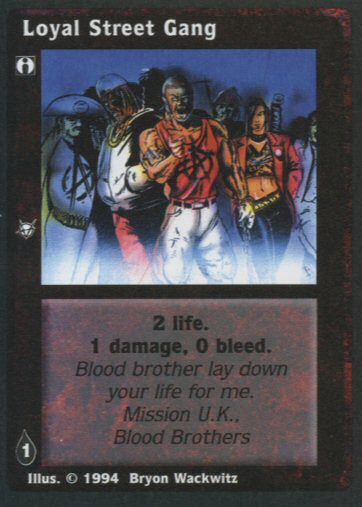 Loyal Street Gang
2 life.
1 damage, 0 bleed.
Blood brother lay down
your life for me.
Mission U.K.,
Blood Brothers
1
Illus. © 1994 Bryon Wackwitz